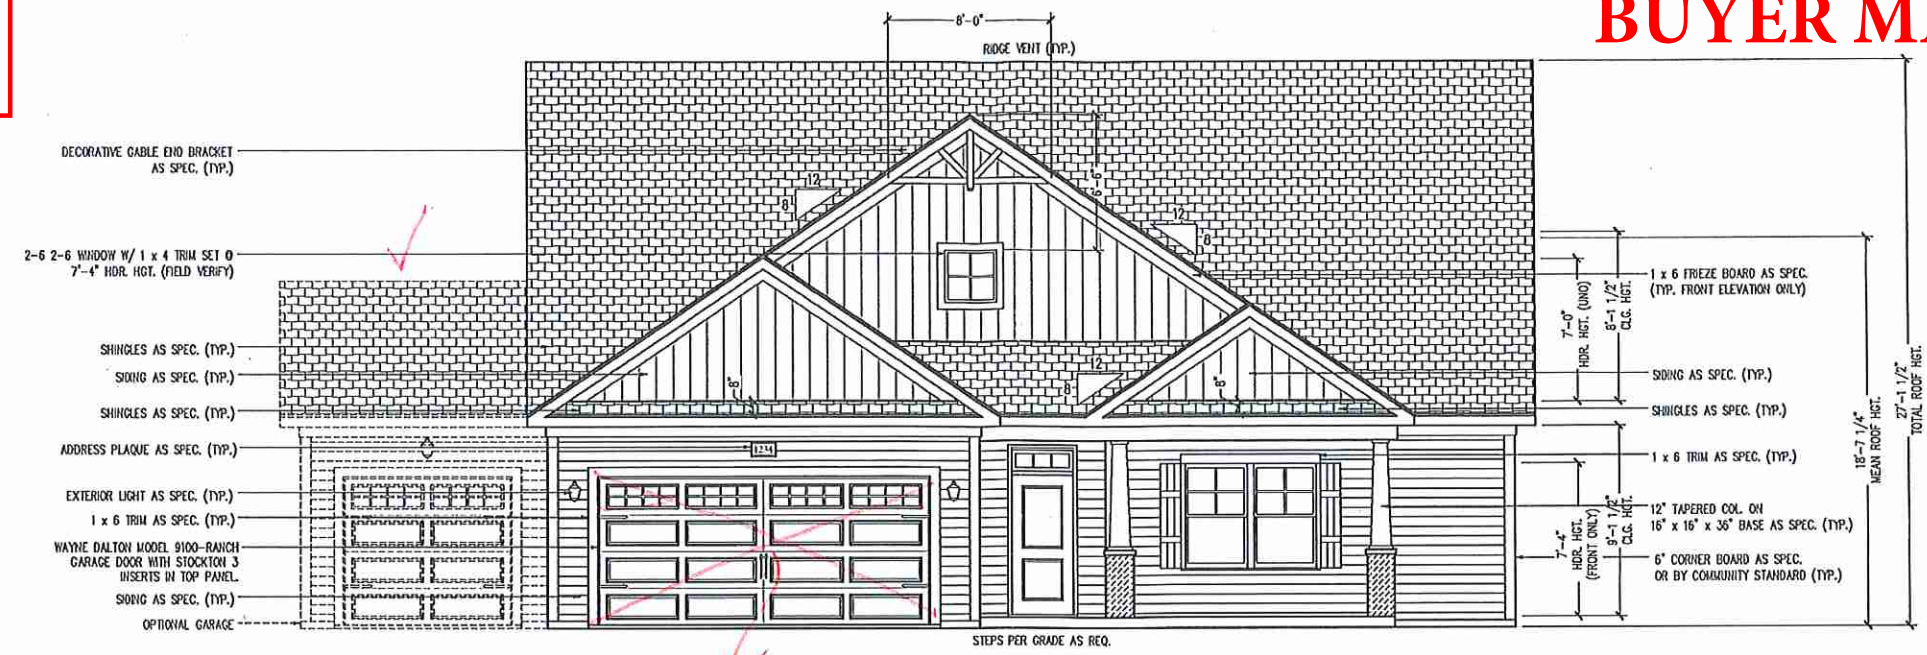 BUYER MA
8'-0"
RIDGE VENT (TYP.)
DECORATIVE GABLE END BRACKET
AS SPEC. (TYP.)
12
8
6'-6"
12
8
2-6 2-6 WINDOW W/ 1 x 4 TRIM SET @
7'-4" HDR. HGT. (FIELD VERIFY)
1 x 6 FRIEZE BOARD AS SPEC.
(TYP. FRONT ELEVATION ONLY)
7'-0"
HDR. HGT. (UNO)
8'-1 1/2"
CLG. HGT.
SHINGLES AS SPEC. (TYP.)
SIDING AS SPEC. (TYP.)
SHINGLES AS SPEC. (TYP.)
8"
12
8
8"
SIDING AS SPEC. (TYP.)
SHINGLES AS SPEC. (TYP.)
18'-7 1/4"
MEAN ROOF HGT.
27'-1 1/2"
TOTAL ROOF HGT.
ADDRESS PLAQUE AS SPEC. (TYP.)
1234
1 x 6 TRIM AS SPEC. (TYP.)
EXTERIOR LIGHT AS SPEC. (TYP.)
1 x 6 TRIM AS SPEC. (TYP.)
WAYNE DALTON MODEL 9100-RANCH
GARAGE DOOR WITH STOCKTON 3
INSERTS IN TOP PANEL.
SIDING AS SPEC. (TYP.)
OPTIONAL GARAGE
7'-4"
HDR. HGT.
(FRONT ONLY)
9'-1 1/2"
CLG. HGT.
12" TAPERED COL. ON
16" x 16" x 36" BASE AS SPEC. (TYP.)
6" CORNER BOARD AS SPEC.
OR BY COMMUNITY STANDARD (TYP.)
STEPS PER GRADE AS REQ.